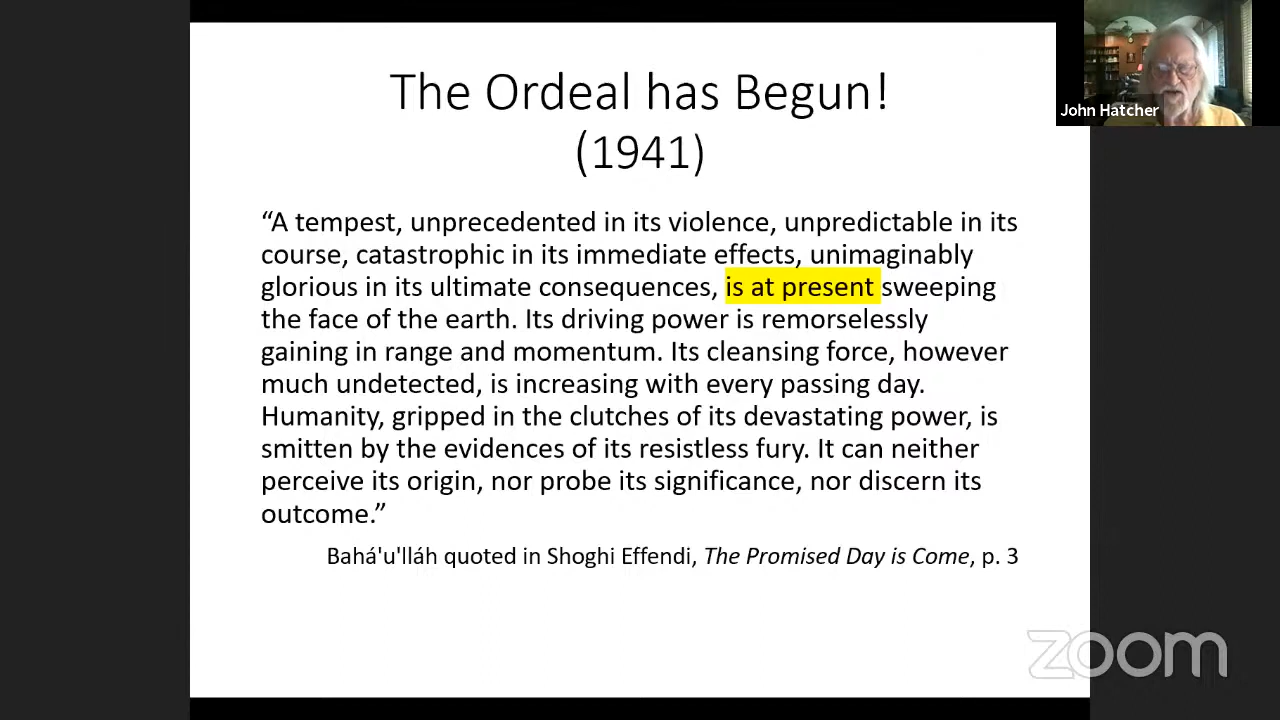 The Ordeal has Begun!
(1941)
John Hatcher
“A tempest, unprecedented in its violence, unpredictable in its
course, catastrophic in its immediate effects, unimaginably
glorious in its ultimate consequences, is at present sweeping
the face of the earth. Its driving power is remorselessly
gaining in range and momentum. Its cleansing force, however
much undetected, is increasing with every passing day.
Humanity, gripped in the clutches of its devastating power, is
smitten by the evidences of its resistless fury. It can neither
perceive its origin, nor probe its significance, nor discern its
outcome.”
Bahá'u'lláh quoted in Shoghi Effendi, The Promised Day is Come, p. 3
zoom